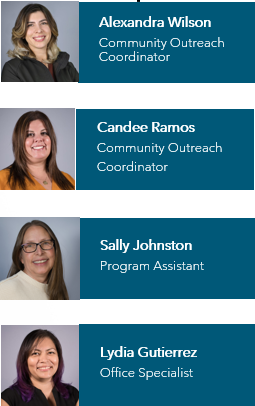 Alexandra Wilson
Community Outreach
Coordinator
Candee Ramos
Community Outreach
Coordinator
Sally Johnston
Program Assistant
Lydia Gutierrez
Office Specialist